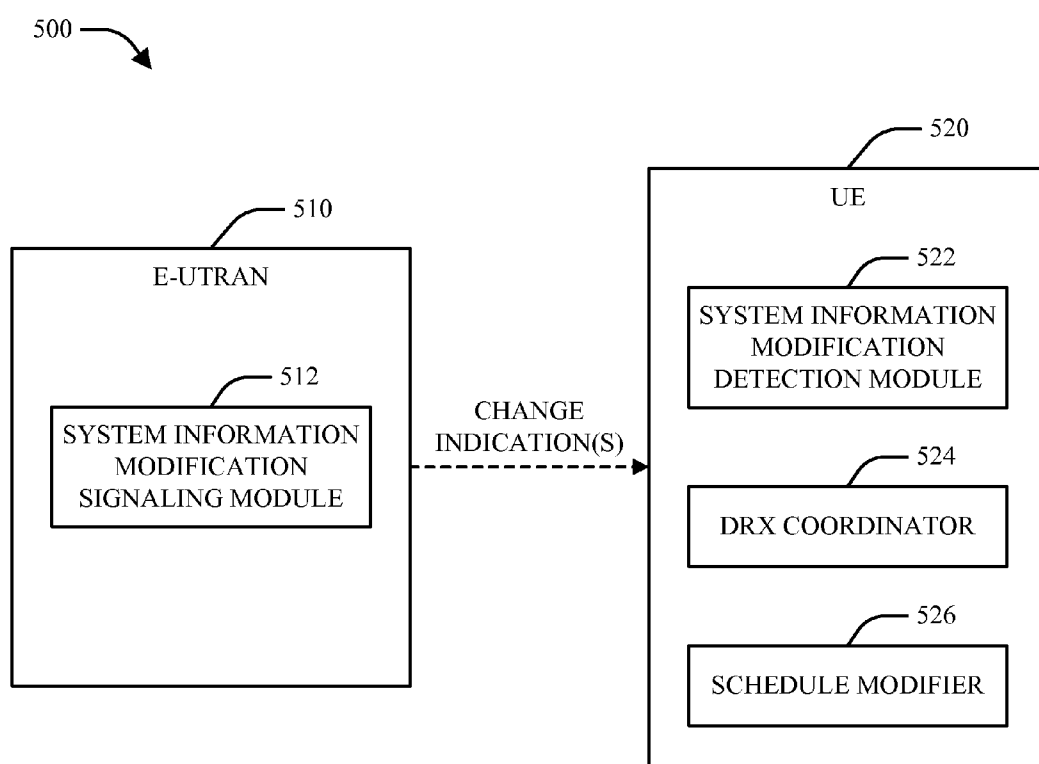 500
510
E-UTRAN
512
SYSTEM INFORMATION
MODIFICATION
SIGNALING MODULE
CHANGE
INDICATION(S)
520
UE
522
SYSTEM INFORMATION
MODIFICATION
DETECTION MODULE
524
DRX COORDINATOR
526
SCHEDULE MODIFIER